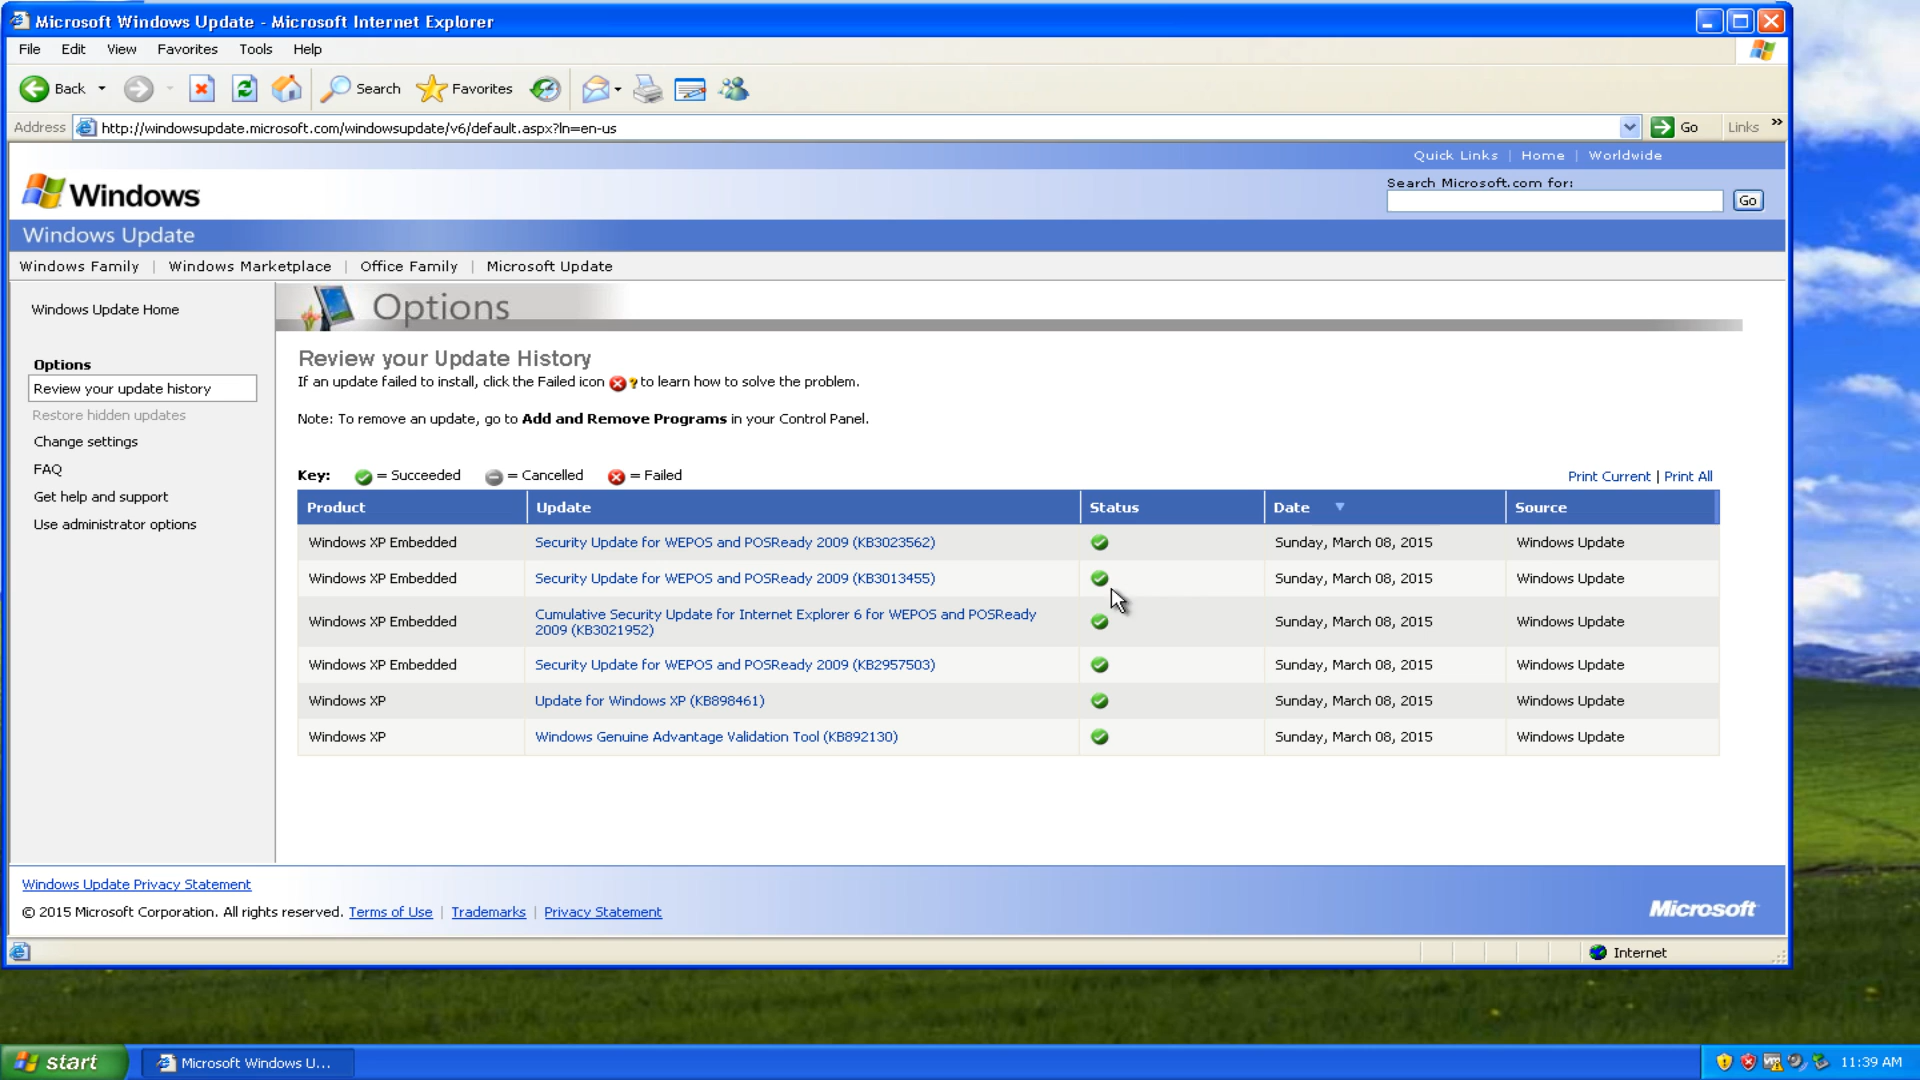 Microsoft Windows Update - Microsoft Internet Explorer
File Edit View Favorites Tools Help
Back Search Favorites
Address http://windowsupdate.microsoft.com/windowsupdate/v6/default.aspx?ln=en-us Go Links »
Quick Links | Home | Worldwide
Windows
Search Microsoft.com for:
Go
Windows Update
Windows Family | Windows Marketplace | Office Family | Microsoft Update
Windows Update Home
Options
Review your update history
Restore hidden updates
Change settings
FAQ
Get help and support
Use administrator options
Options
Review your Update History
If an update failed to install, click the Failed icon ? to learn how to solve the problem.
Note: To remove an update, go to Add and Remove Programs in your Control Panel.
Key: = Succeeded = Cancelled = Failed
Print Current | Print All
Product Update Status Date Source
Windows XP Embedded Security Update for WEPOS and POSReady 2009 (KB3023562) Sunday, March 08, 2015 Windows Update
Windows XP Embedded Security Update for WEPOS and POSReady 2009 (KB3013455) Sunday, March 08, 2015 Windows Update
Windows XP Embedded Cumulative Security Update for Internet Explorer 6 for WEPOS and POSReady
2009 (KB3021952) Sunday, March 08, 2015 Windows Update
Windows XP Embedded Security Update for WEPOS and POSReady 2009 (KB2957503) Sunday, March 08, 2015 Windows Update
Windows XP Update for Windows XP (KB898461) Sunday, March 08, 2015 Windows Update
Windows XP Windows Genuine Advantage Validation Tool (KB892130) Sunday, March 08, 2015 Windows Update
Windows Update Privacy Statement
© 2015 Microsoft Corporation. All rights reserved. Terms of Use | Trademarks | Privacy Statement
Microsoft
Internet
start Microsoft Windows U... 11:39 AM